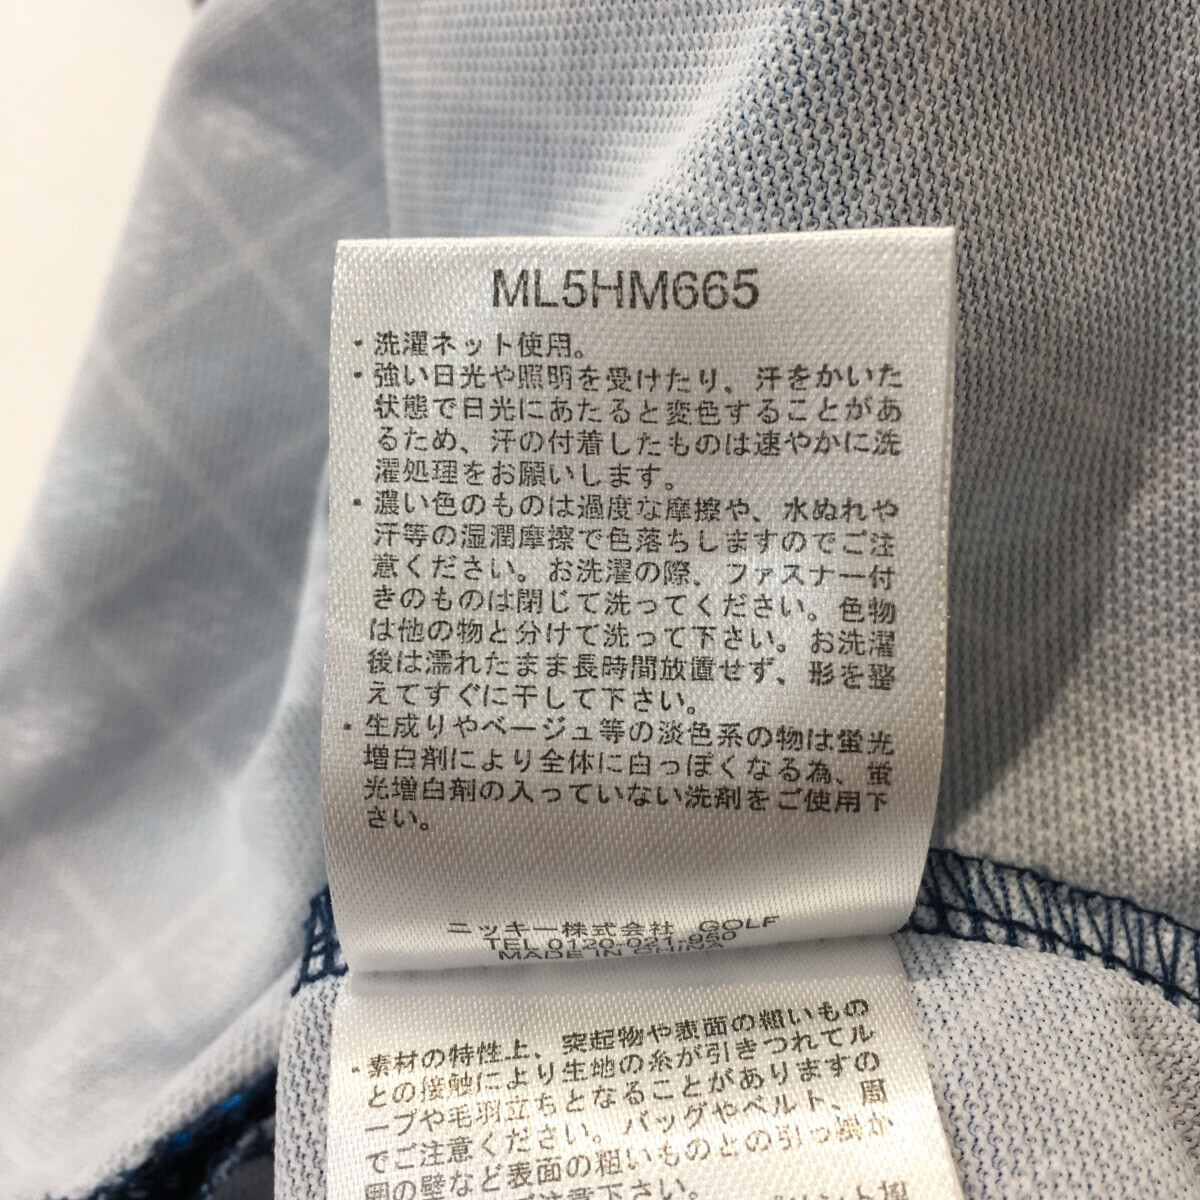 ML5HM665
・洗濯ネット使用。
・強い日光や照明を受けたり、汗をかいた
状態で日光にあたると変色することがあ
るため、汗の付着したものは速やかに洗
濯処理をお願いします。
・濃い色のものは過度な摩擦や、水ぬれや
汗等の湿潤摩擦で色落ちしますのでご注
意ください。お洗濯の際、ファスナー付
きのものは閉じて洗ってください。色物
は他の物と分けて洗って下さい。お洗濯
後は濡れたまま長時間放置せず、形を整
えてすぐに干して下さい。
・生成りやベージュ等の淡色系の物は蛍光
増白剤により全体に白っぽくなる為、蛍
光増白剤の入っていない洗剤をご使用下
さい。
ニッキー株式会社 GOLF
TEL 0120-021-950
MADE IN CHINA
・素材の特性上、突起物や表面の粗いもの
との接触により生地の糸が引きつれてル
ープや毛羽立ちとなることがありますの
でご注意ください。バッグやベルト、周
囲の壁など表面の粗いものとの引っ掛か